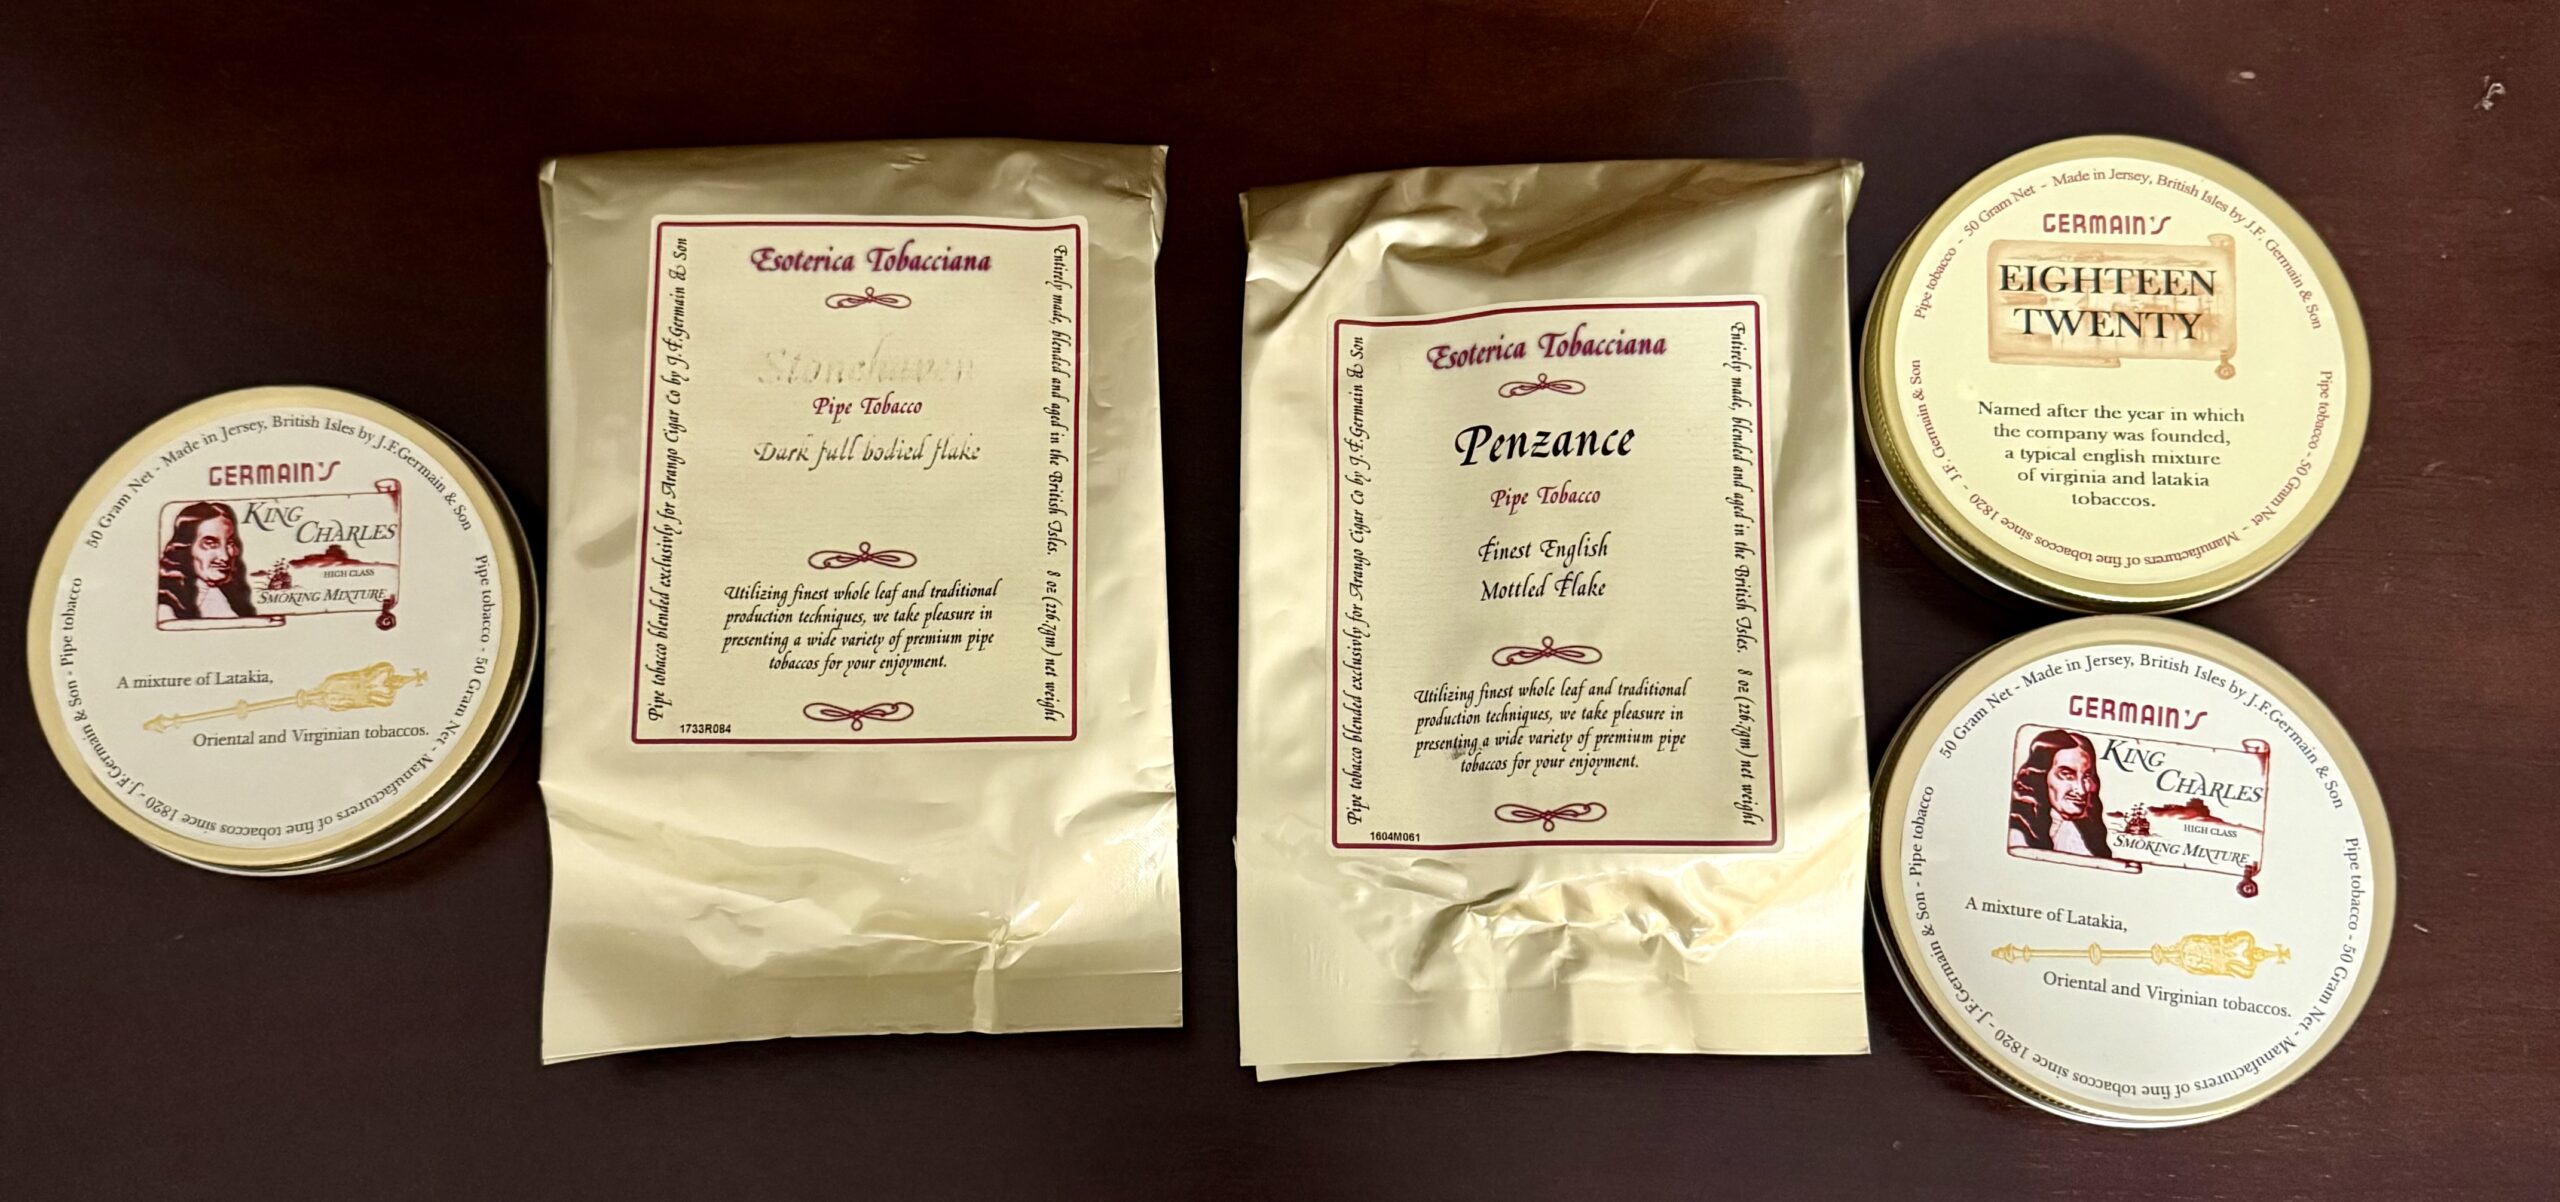 50 Gram Net - Made in Jersey, British Isles by J.F.Germain & Son
Pipe tobacco - 50 Gram Net - Manufacturers of fine tobaccos since 1820 - J.F.Germain & Son - Pipe tobacco
GERMAIN'S
KING
CHARLES
HIGH CLASS
SMOKING MIXTURE
A mixture of Latakia,
Oriental and Virginian tobaccos.
Esoterica Tobacciana
Stonehaven
Pipe Tobacco
Dark full bodied flake
Utilizing finest whole leaf and traditional
production techniques, we take pleasure in
presenting a wide variety of premium pipe
tobaccos for your enjoyment.
Pipe tobacco blended exclusivly for Arango Cigar Co by J.F.Germain & Son
Entirely made, blended and aged in the British Isles. 8 oz (226.7gm) net weight
1733R084
Esoterica Tobacciana
Penzance
Pipe Tobacco
Finest English
Mottled Flake
Utilizing finest whole leaf and traditional
production techniques, we take pleasure in
presenting a wide variety of premium pipe
tobaccos for your enjoyment.
Pipe tobacco blended exclusivly for Arango Cigar Co by J.F.Germain & Son
Entirely made, blended and aged in the British Isles. 8 oz (226.7gm) net weight
1604M061
Pipe tobacco - 50 Gram Net - Made in Jersey, British Isles by J.F. Germain & Son
Pipe tobacco - 50 Gram Net - Manufacturers of fine tobaccos since 1820 - J.F. Germain & Son
GERMAIN'S
EIGHTEEN
TWENTY
Named after the year in which
the company was founded,
a typical english mixture
of virginia and latakia
tobaccos.
50 Gram Net - Made in Jersey, British Isles by J.F.Germain & Son
Pipe tobacco - 50 Gram Net - Manufacturers of fine tobaccos since 1820 - J.F.Germain & Son - Pipe tobacco
GERMAIN'S
KING
CHARLES
HIGH CLASS
SMOKING MIXTURE
A mixture of Latakia,
Oriental and Virginian tobaccos.